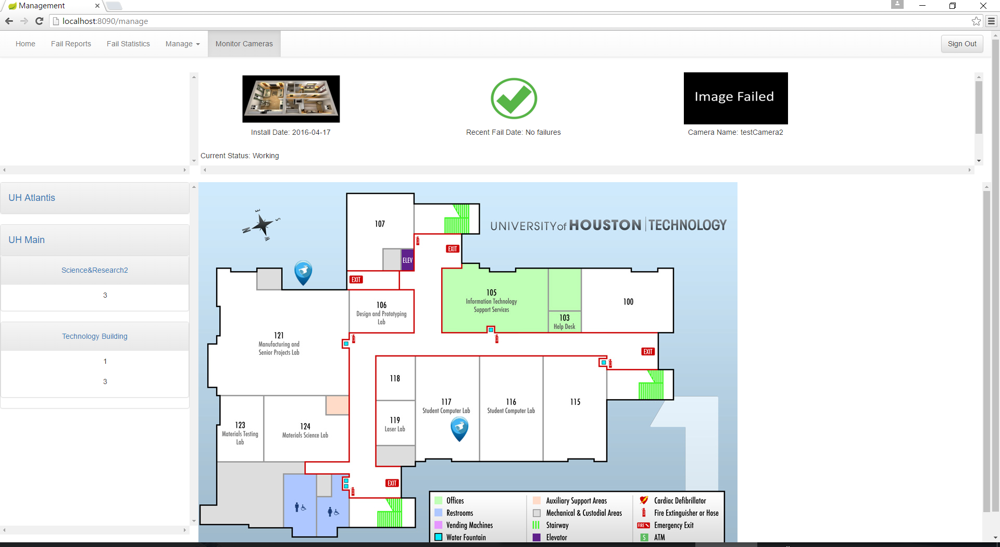 Management
localhost:8090/manage
Home
Fail Reports
Fail Statistics
Manage
Monitor Cameras
Sign Out
Image Failed
Install Date: 2016-04-17
Recent Fail Date: No failures
Camera Name: testCamera2
Current Status: Working
UH Atlantis
UH Main
Science&Research2
3
Technology Building
1
3
E
S
N
W
UNIVERSITY of HOUSTON TECHNOLOGY
107
ELEV
EXIT
EXIT
106
Design and Prototyping
Lab
105
Information Technology
Support Services
103
Help Desk
100
121
Manufacturing and
Senior Projects Lab
EXIT
118
119
Laser Lab
117
Student Computer Lab
116
Student Computer Lab
115
123
Materials Testing
Lab
124
Materials Science Lab
EXIT
1
Offices
Restrooms
Vending Machines
Water Fountain
Auxiliary Support Areas
Mechanical & Custodial Areas
Stairway
Elevator
Cardiac Defibrillator
Fire Extinguisher or Hose
FIRE
Emergency Exit
S
ATM